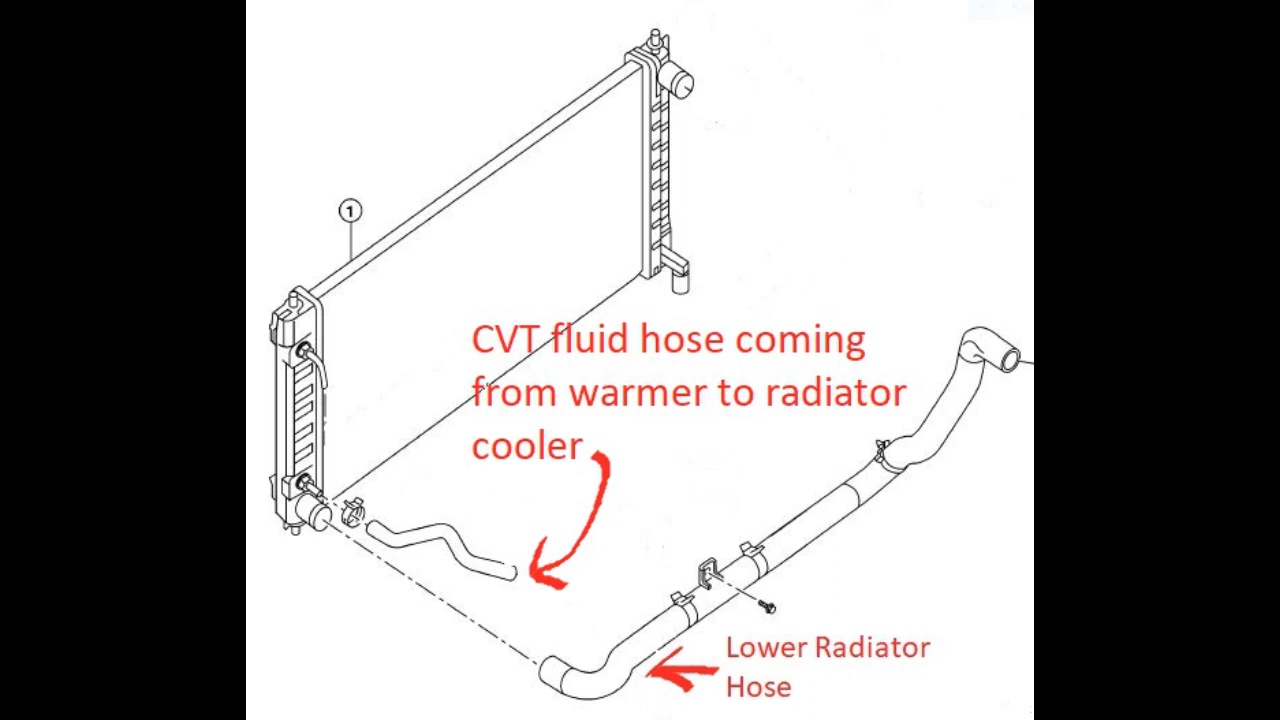 1
CVT fluid hose coming
from warmer to radiator
cooler
Lower Radiator
Hose